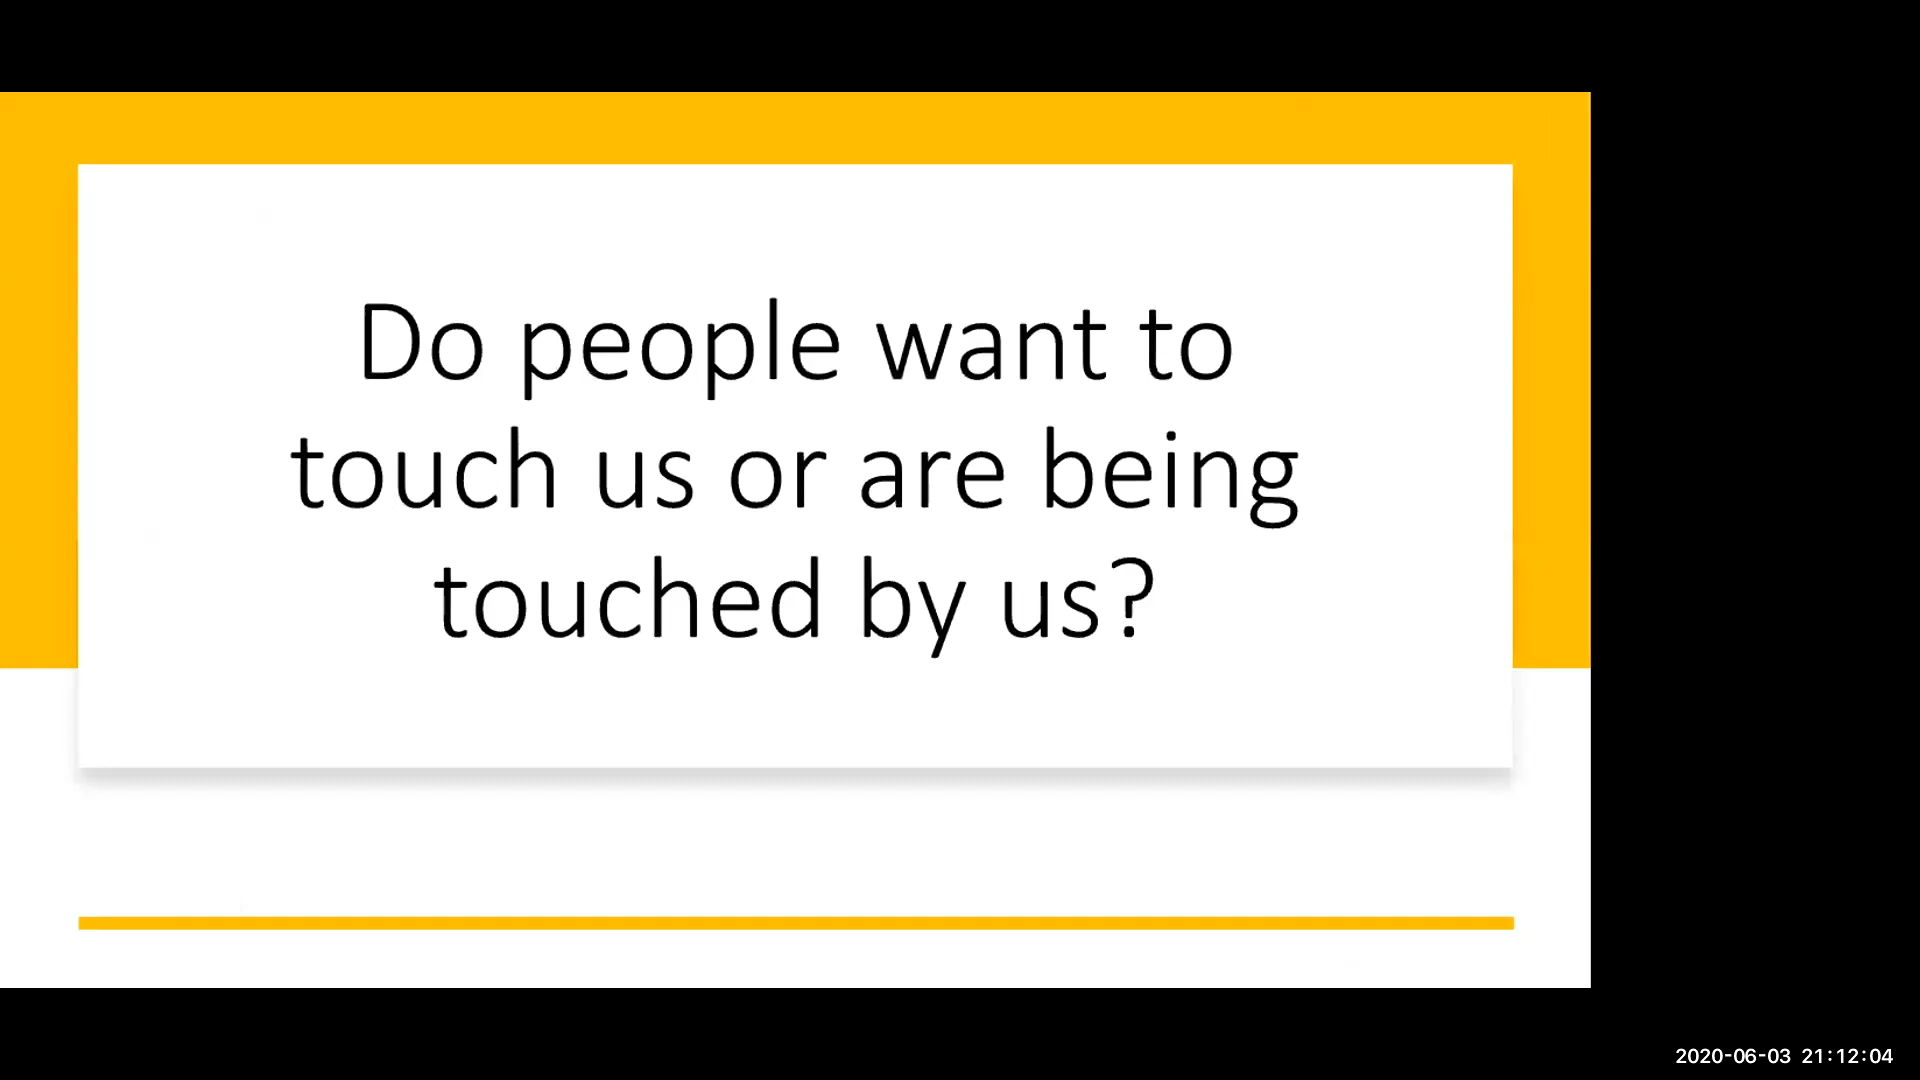 Do people want to
touch us or are being
touched by us?
2020-06-03 21:12:04